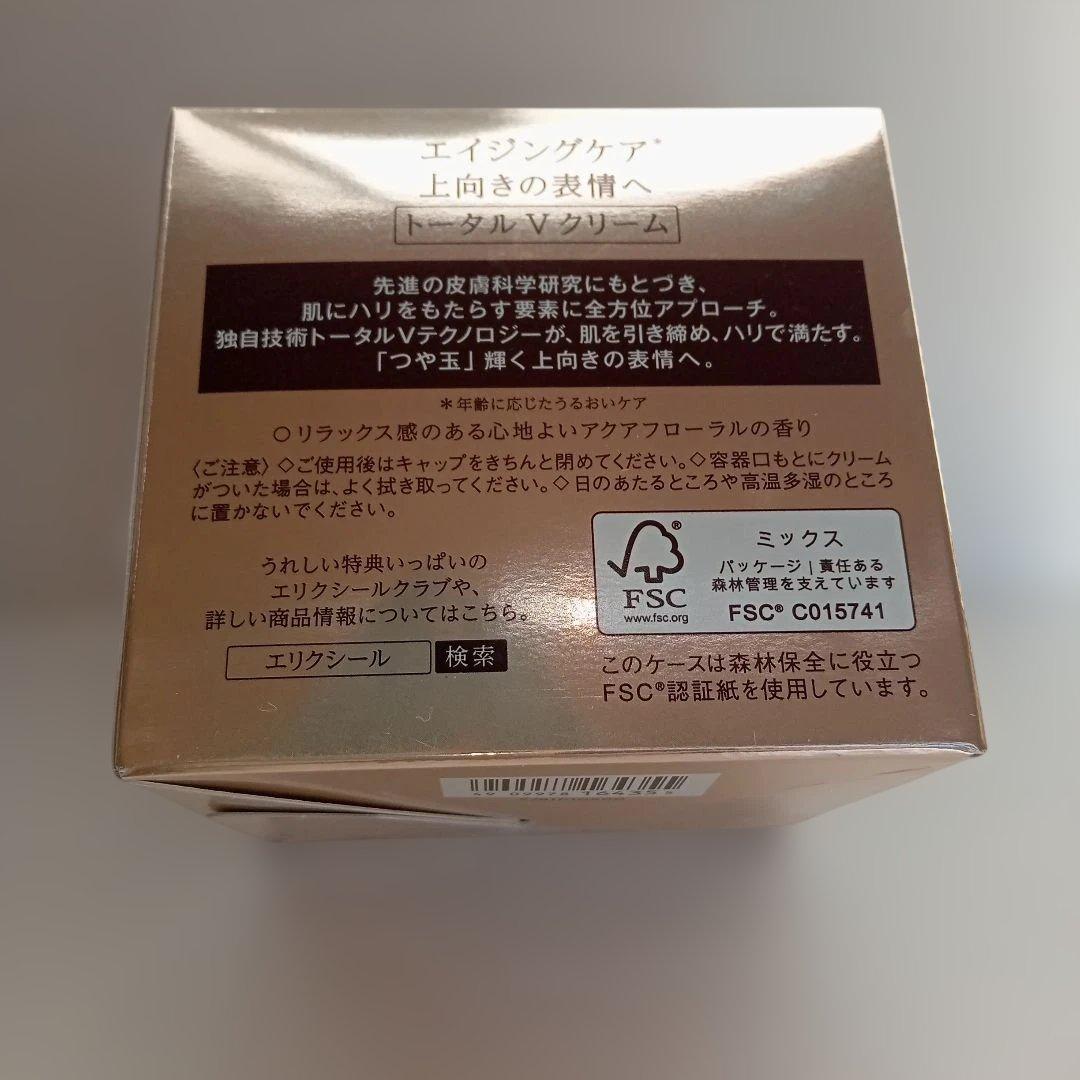 エイジングケア*
上向きの表情へ
トータルVクリーム
先進の皮膚科学研究にもとづき、
肌にハリをもたらす要素に全方位アプローチ。
独自技術トータルVテクノロジーが、肌を引き締め、ハリで満たす。
「つや玉」輝く上向きの表情へ。
＊年齢に応じたうるおいケア
○リラックス感のある心地よいアクアフローラルの香り
〈ご注意〉◇ご使用後はキャップをきちんと閉めてください。◇容器口もとにクリーム
がついた場合は、よく拭き取ってください。◇日のあたるところや高温多湿のところ
に置かないでください。
うれしい特典いっぱいの
エリクシールクラブや、
詳しい商品情報についてはこちら。
エリクシール 検索
FSC®
www.fsc.org
ミックス
パッケージ|責任ある
森林管理を支えています
FSC® C015741
このケースは森林保全に役立つ
FSC®認証紙を使用しています。
4909978164355